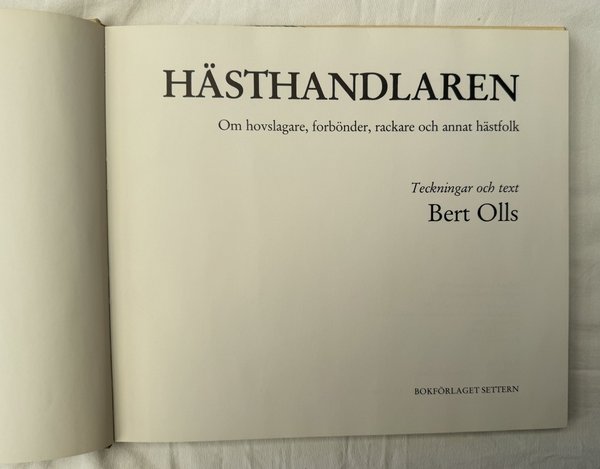 HÄSTHANDLAREN
Om hovslagare, forbönder, rackare och annat hästfolk
Teckningar och text
Bert Olls
BOKFÖRLAGET SETTERN